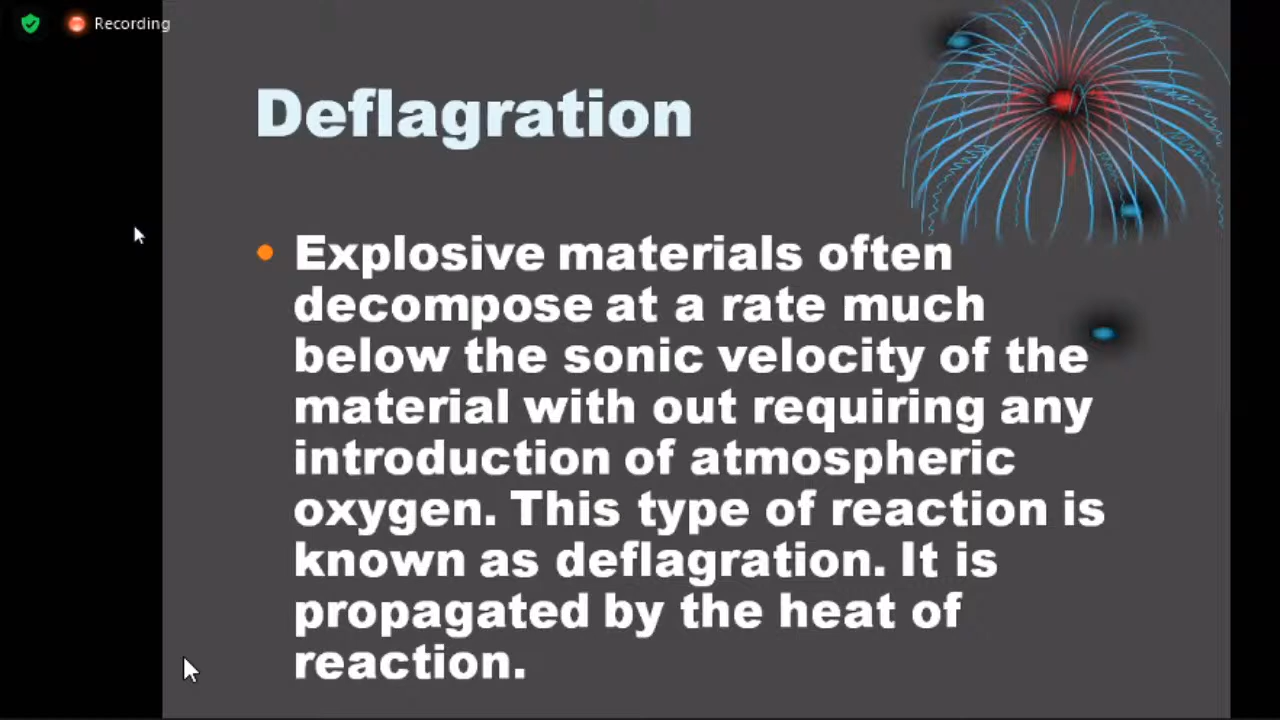 Recording
Deflagration
• Explosive materials often
decompose at a rate much
below the sonic velocity of the
material with out requiring any
introduction of atmospheric
oxygen. This type of reaction is
known as deflagration. It is
propagated by the heat of
reaction.